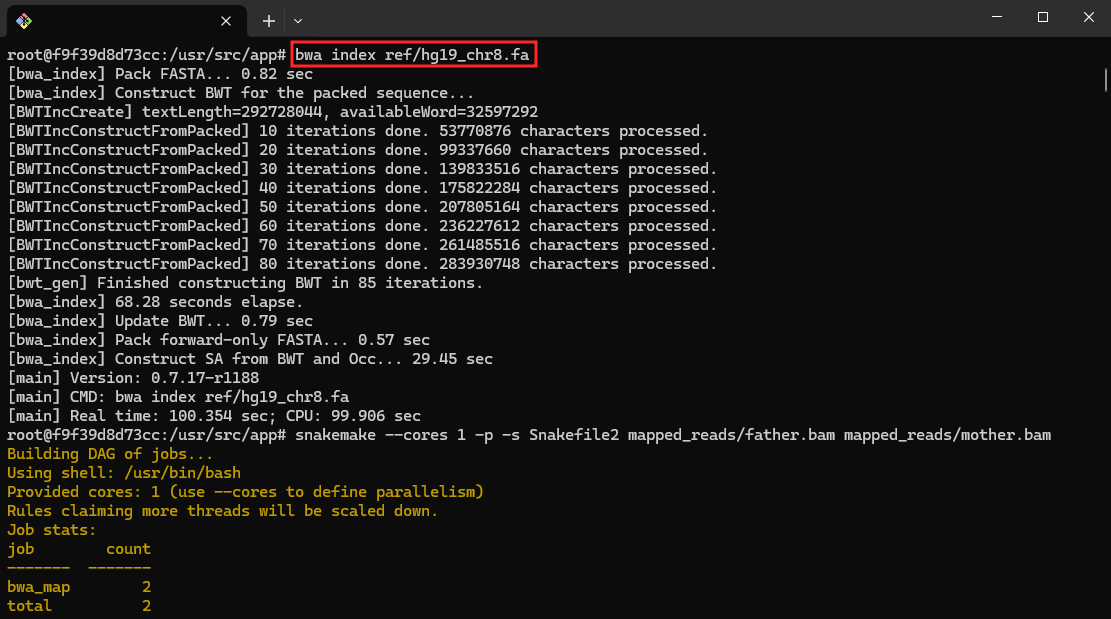 root@f9f39d8d73cc:/usr/src/app# bwa index ref/hg19_chr8.fa
[bwa_index] Pack FASTA... 0.82 sec
[bwa_index] Construct BWT for the packed sequence...
[BWTIncCreate] textLength=292728044, availableWord=32597292
[BWTIncConstructFromPacked] 10 iterations done. 53770876 characters processed.
[BWTIncConstructFromPacked] 20 iterations done. 99337660 characters processed.
[BWTIncConstructFromPacked] 30 iterations done. 139833516 characters processed.
[BWTIncConstructFromPacked] 40 iterations done. 175822284 characters processed.
[BWTIncConstructFromPacked] 50 iterations done. 207805164 characters processed.
[BWTIncConstructFromPacked] 60 iterations done. 236227612 characters processed.
[BWTIncConstructFromPacked] 70 iterations done. 261485516 characters processed.
[BWTIncConstructFromPacked] 80 iterations done. 283930748 characters processed.
[bwt_gen] Finished constructing BWT in 85 iterations.
[bwa_index] 68.28 seconds elapse.
[bwa_index] Update BWT... 0.79 sec
[bwa_index] Pack forward-only FASTA... 0.57 sec
[bwa_index] Construct SA from BWT and Occ... 29.45 sec
[main] Version: 0.7.17-r1188
[main] CMD: bwa index ref/hg19_chr8.fa
[main] Real time: 100.354 sec; CPU: 99.906 sec
root@f9f39d8d73cc:/usr/src/app# snakemake --cores 1 -p -s Snakefile2 mapped_reads/father.bam mapped_reads/mother.bam
Building DAG of jobs...
Using shell: /usr/bin/bash
Provided cores: 1 (use --cores to define parallelism)
Rules claiming more threads will be scaled down.
Job stats:
job        count
-------  -------
bwa_map        2
total          2